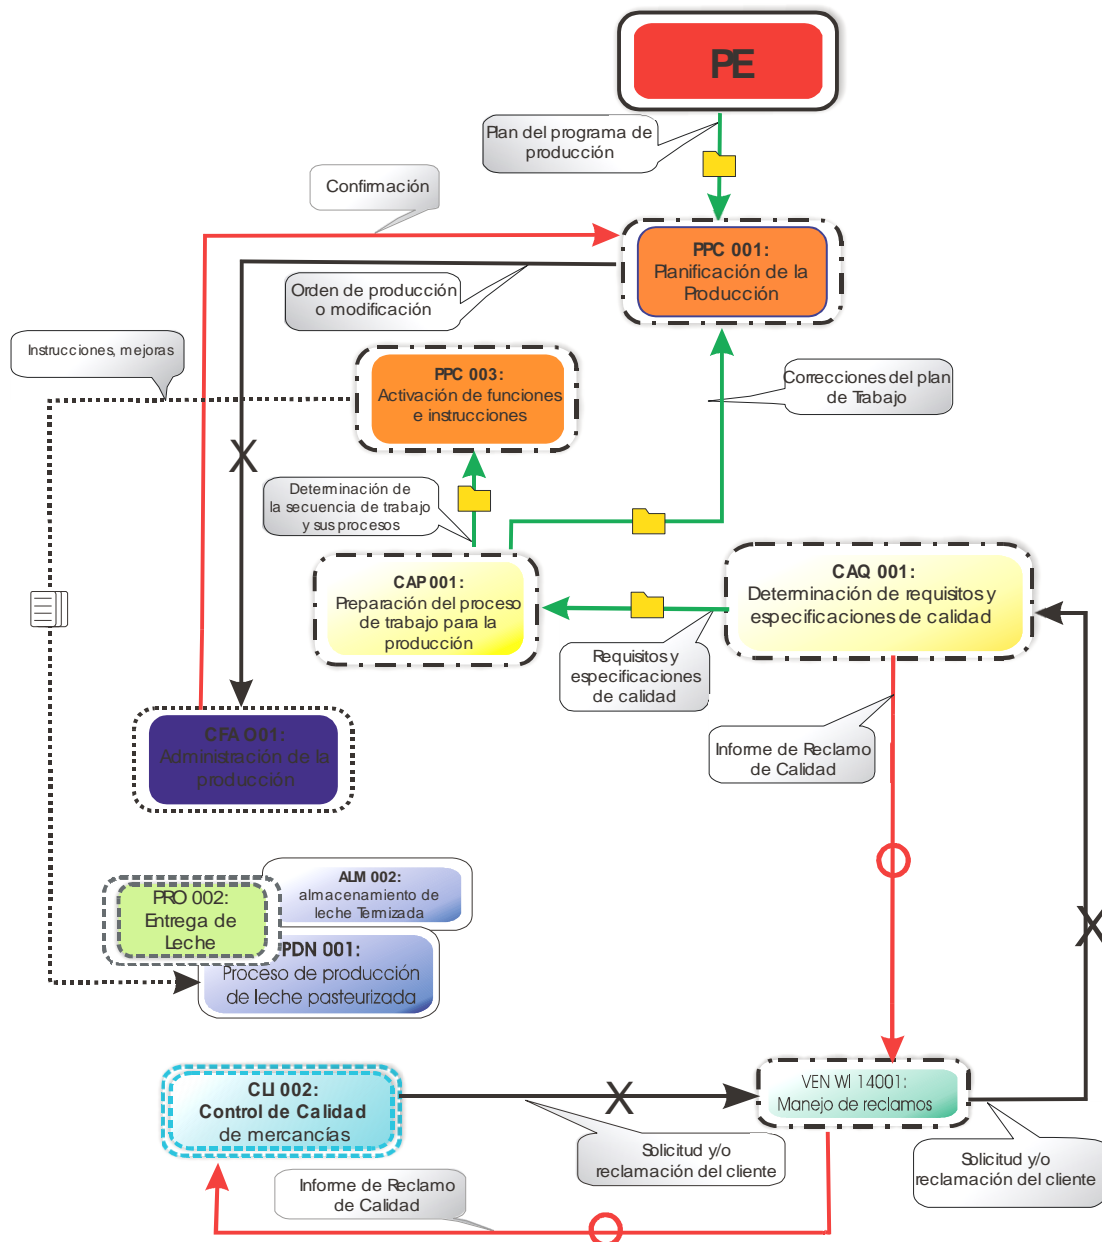 PE
Plan del programa de
producción
Confirmación
PPC 001:
Planificación de la
Producción
Orden de producción
o modificación
Instrucciones, mejoras
PPC 003:
Activación de funciones
e instrucciones
Correcciones del plan
de Trabajo
X
Determinación de
la secuencia de trabajo
y sus procesos
CAP 001:
Preparación del proceso
de trabajo para la
producción
CAQ 001:
Determinación de requisitos y
especificaciones de calidad
Requisitos y
especificaciones
de calidad
CFA O01:
Administración de la
producción
Informe de Reclamo
de Calidad
ALM 002:
almacenamiento de
leche Termizada
PRO 002:
Entrega de
Leche
PDN 001:
Proceso de producción
de leche pasteurizada
X
CLI 002:
Control de Calidad
de mercancías
X
VEN WI 14001:
Manejo de reclamos
Solicitud y/o
reclamación del cliente
Solicitud y/o
reclamación del cliente
Informe de Reclamo
de Calidad